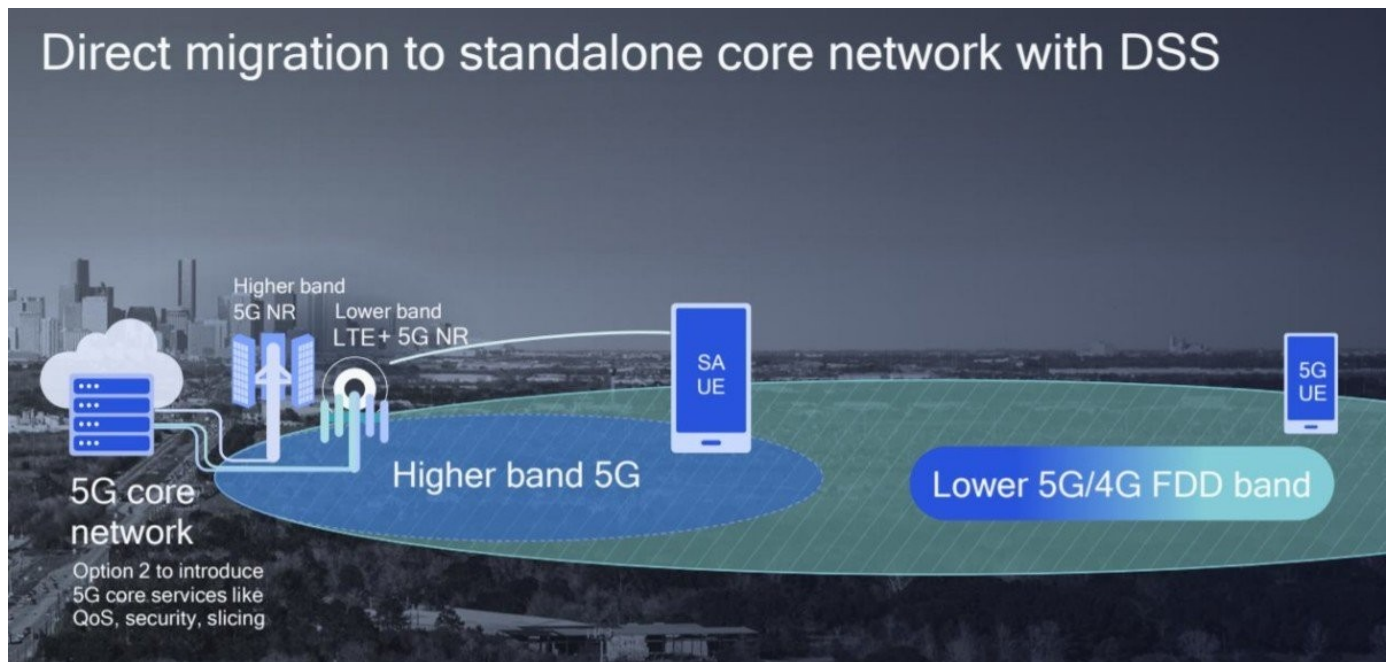 Direct migration to standalone core network with DSS
Higher band
5G NR
Lower band
LTE+ 5G NR
SA
UE
5G
UE
Higher band 5G
Lower 5G/4G FDD band
5G core
network
Option 2 to introduce
5G core services like
QoS, security, slicing